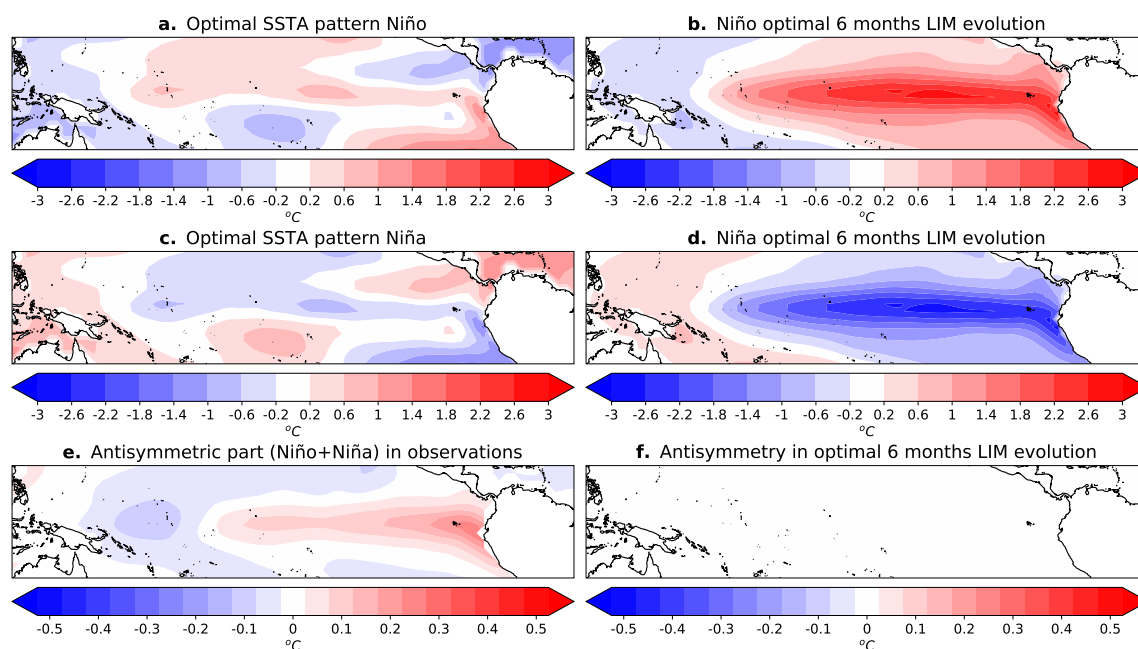 a. Optimal SSTA pattern Niño
b. Niño optimal 6 months LIM evolution
-3 -2.6 -1.8 -1.4 -1 -0.6 -0.2 0.2 0.6 1 1.4 1.8 2.2 2.6 3
°C
-3 -2.6 -1.8 -1.4 -1 -0.6 -0.2 0.2 0.6 1 1.4 1.8 2.2 2.6 3
°C
c. Optimal SSTA pattern Niña
d. Niña optimal 6 months LIM evolution
-3 -2.6 -1.8 -1.4 -1 -0.6 -0.2 0.2 0.6 1 1.4 1.8 2.2 2.6 3
°C
-3 -2.6 -1.8 -1.4 -1 -0.6 -0.2 0.2 0.6 1 1.4 1.8 2.2 2.6 3
°C
e. Antisymmetric part (Niño+Niña) in observations
f. Antisymmetry in optimal 6 months LIM evolution
-0.5 -0.4 -0.3 -0.2 -0.1 0 0.1 0.2 0.3 0.4 0.5
°C
-0.5 -0.4 -0.3 -0.2 -0.1 0 0.1 0.2 0.3 0.4 0.5
°C